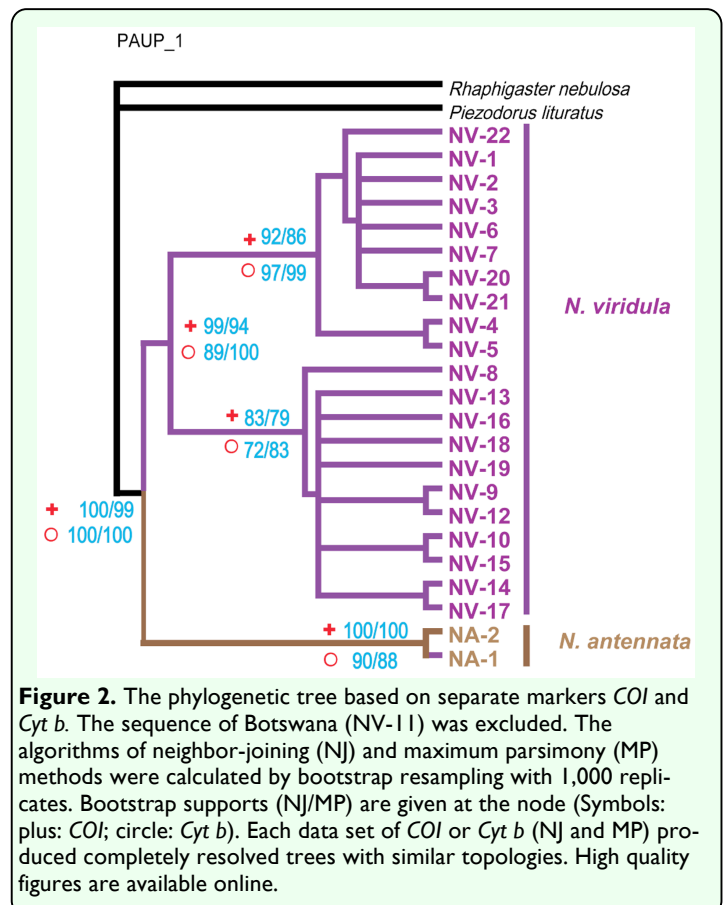 PAUP_1
Rhaphigaster nebulosa
Piezodorus lituratus
NV-22
NV-1
NV-2
NV-3
NV-6
NV-7
NV-20
NV-21
NV-4
NV-5
NV-8
NV-13
NV-16
NV-18
NV-19
NV-9
NV-12
NV-10
NV-15
NV-14
NV-17
NA-2
NA-1
N. viridula
N. antennata
+ 92/86
○ 97/99
+ 99/94
○ 89/100
+ 83/79
○ 72/83
+ 100/99
○ 100/100
+ 100/100
○ 90/88
Figure 2. The phylogenetic tree based on separate markers COI and
Cyt b. The sequence of Botswana (NV-11) was excluded. The
algorithms of neighbor-joining (NJ) and maximum parsimony (MP)
methods were calculated by bootstrap resampling with 1,000 repli-
cates. Bootstrap supports (NJ/MP) are given at the node (Symbols:
plus: COI; circle: Cyt b). Each data set of COI or Cyt b (NJ and MP) pro-
duced completely resolved trees with similar topologies. High quality
figures are available online.